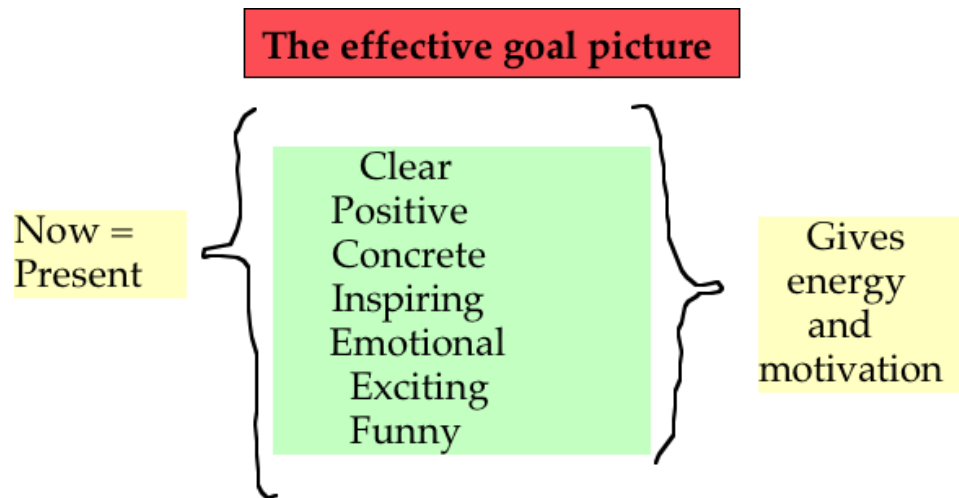 The effective goal picture
Now =
Present
Clear
Positive
Concrete
Inspiring
Emotional
Exciting
Funny
Gives
energy
and
motivation